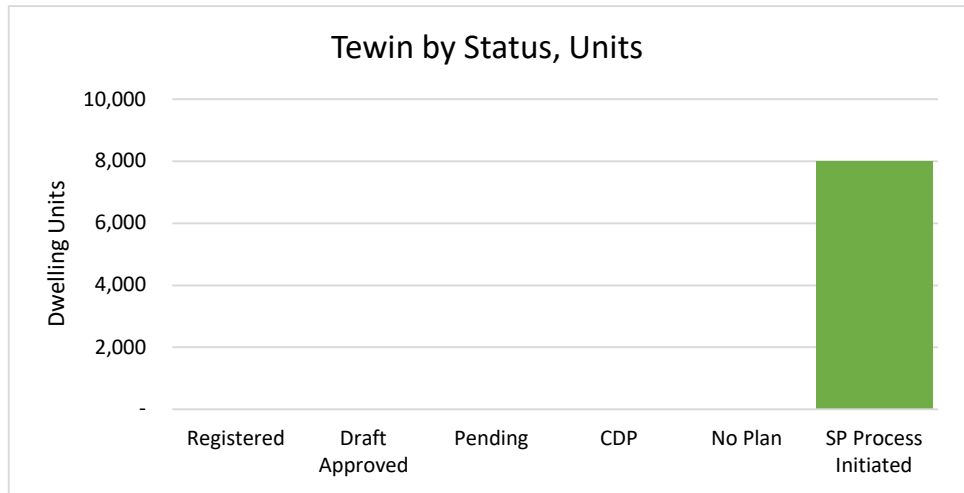 Tewin by Status, Units
10,000
8,000
6,000
4,000
2,000
-
Dwelling Units
Registered
Draft
Approved
Pending
CDP
No Plan
SP Process
Initiated